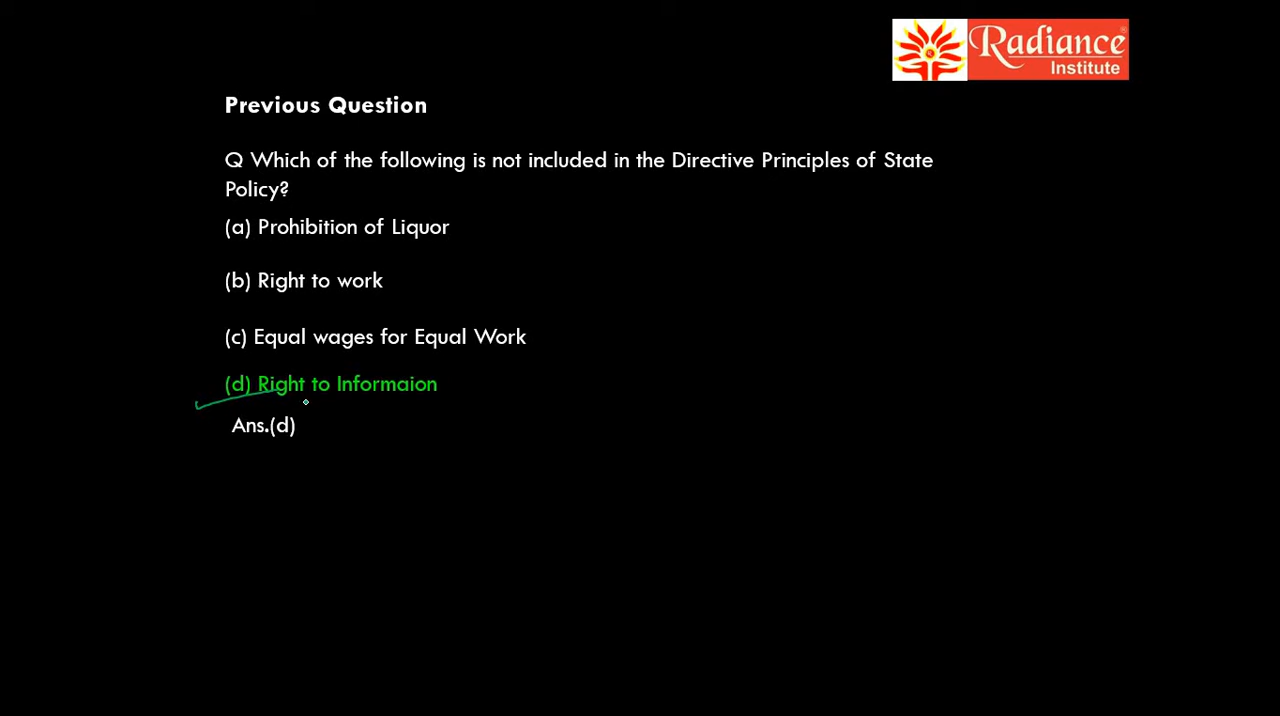 Radiance
Institute
Previous Question
Q Which of the following is not included in the Directive Principles of State
Policy?
(a) Prohibition of Liquor
(b) Right to work
(c) Equal wages for Equal Work
(d) Right to Informaion
Ans.(d)